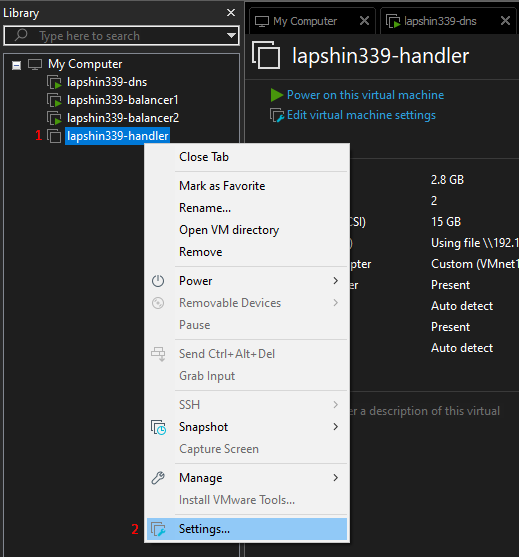 Library
My Computer
lapshin339-dns
Type here to search
lapshin339-handler
My Computer
lapshin339-dns
lapshin339-balancer1
lapshin339-balancer2
1 lapshin339-handler
Power on this virtual machine
Edit virtual machine settings
Close Tab
Mark as Favorite
Rename...
Open VM directory
Remove
Power
Removable Devices
Pause
Send Ctrl+Alt+Del
Grab Input
SSH
Snapshot
Capture Screen
Manage
Install VMware Tools...
2 Settings...
2.8 GB
2
CSI) 15 GB
) Using file \\192.1
pter Custom (VMnet1
er Present
Auto detect
Present
Auto detect
er a description of this virtual